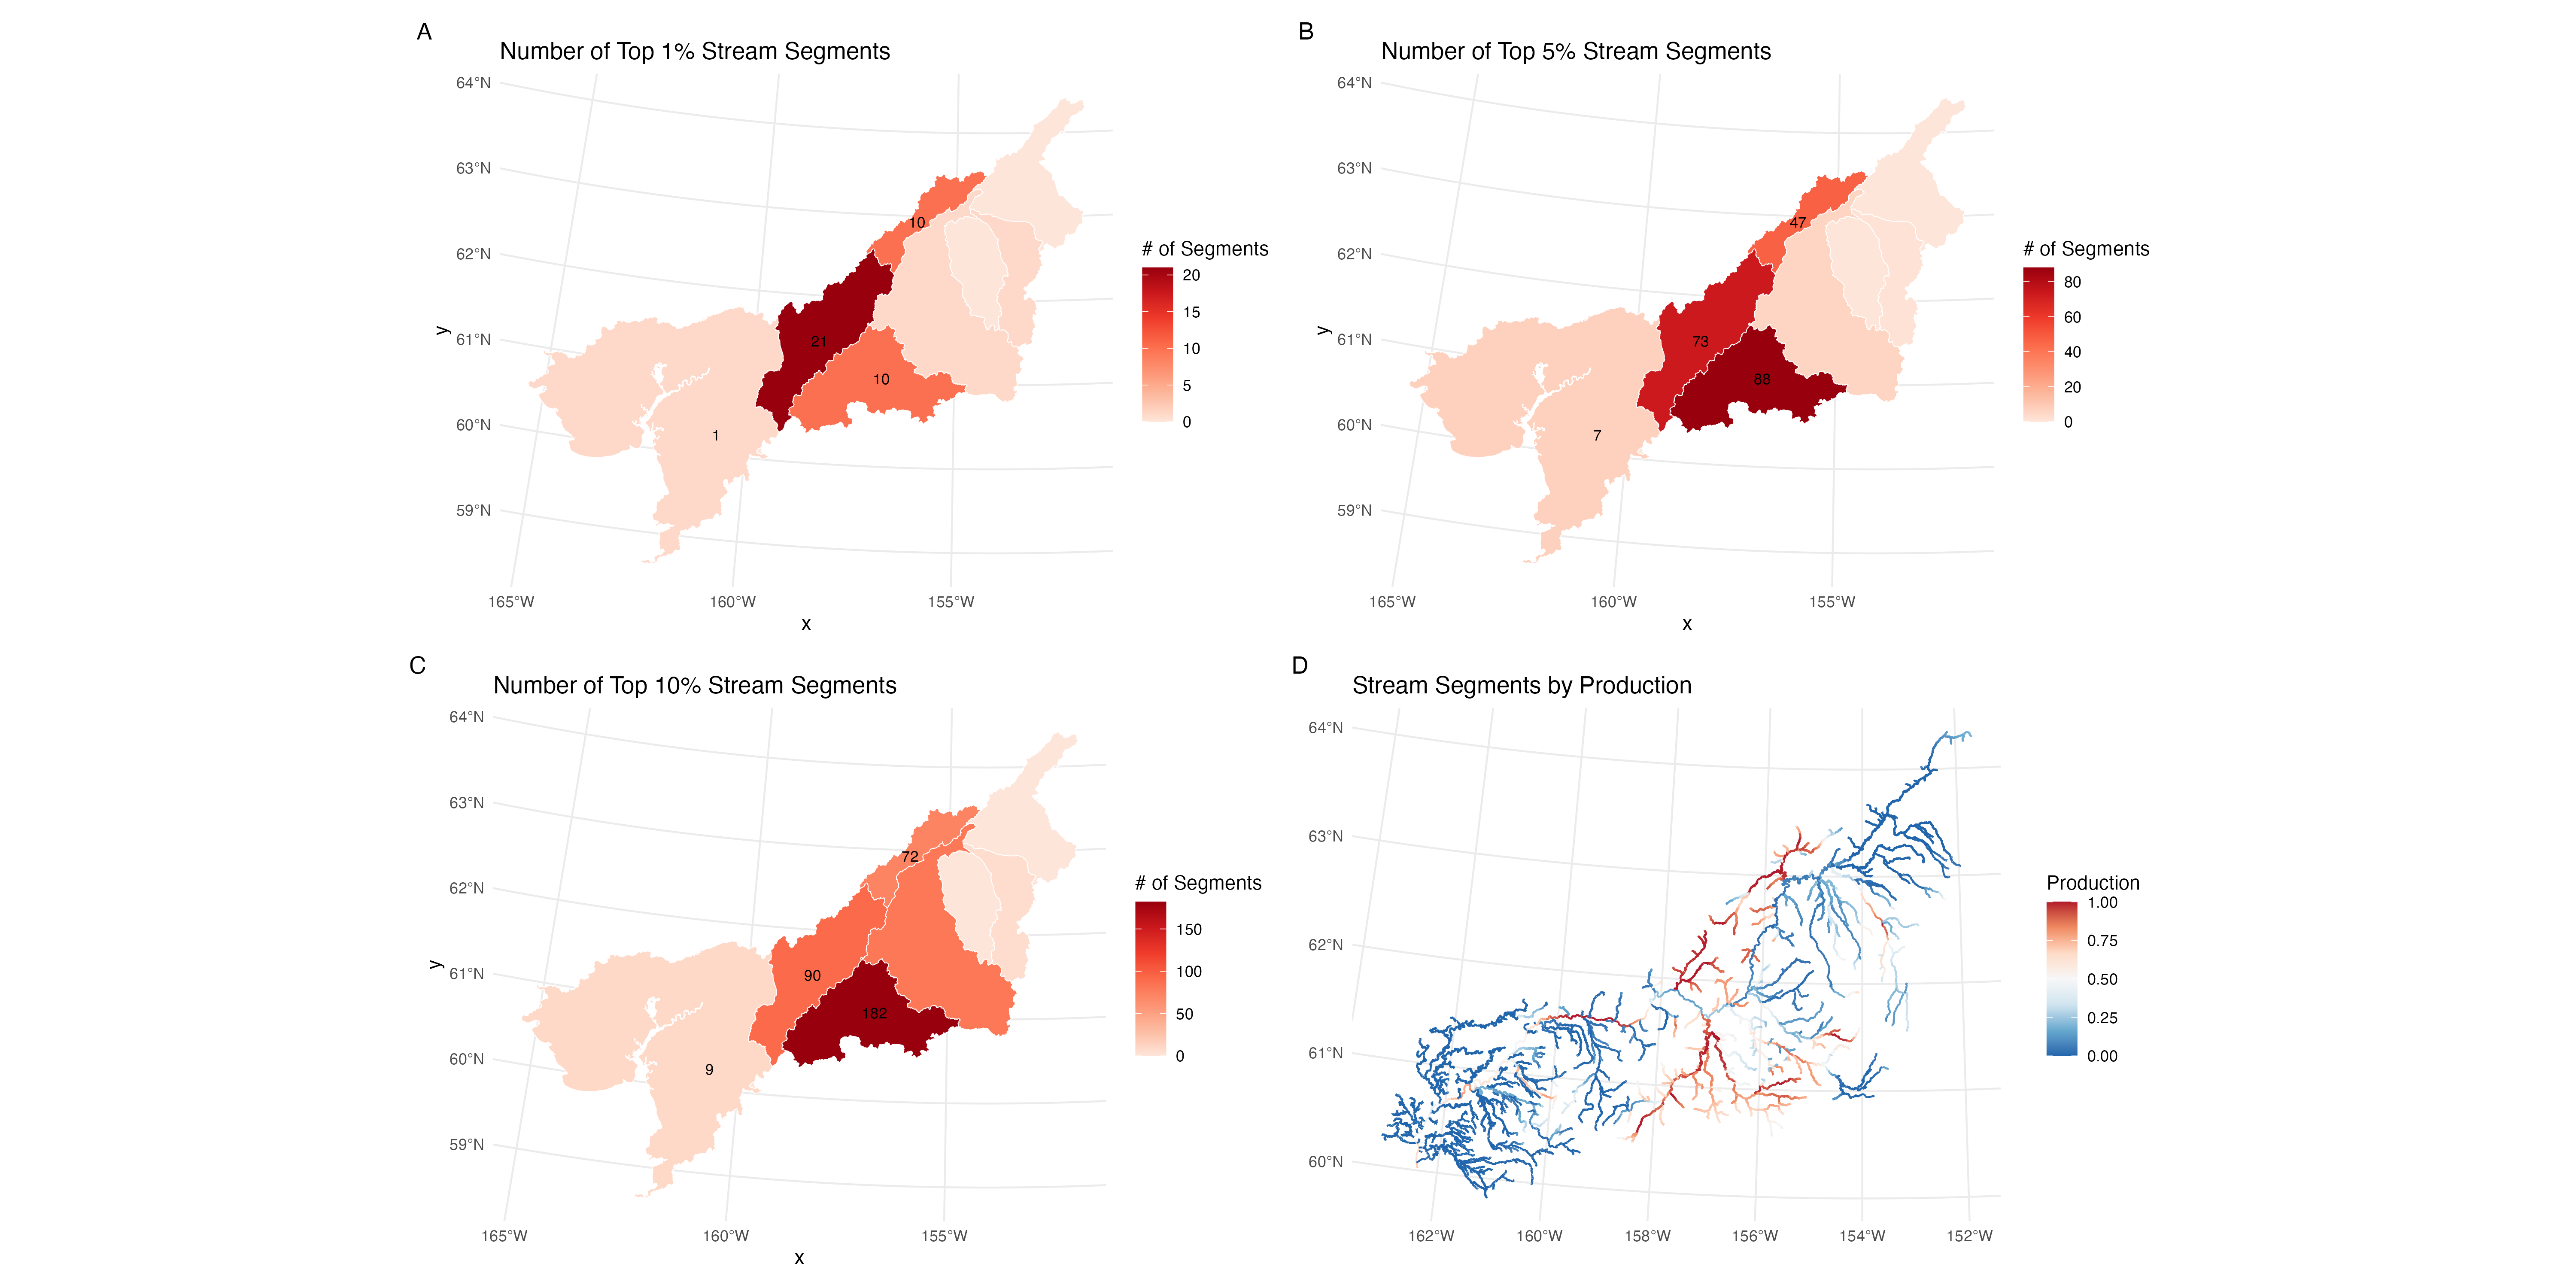 A
Number of Top 1% Stream Segments
64°N
63°N
62°N
61°N
60°N
59°N
y
10
21
10
1
165°W
160°W
155°W
x
# of Segments
20
15
10
5
0
B
Number of Top 5% Stream Segments
64°N
63°N
62°N
61°N
60°N
59°N
y
47
73
88
7
165°W
160°W
155°W
x
# of Segments
80
60
40
20
0
C
Number of Top 10% Stream Segments
64°N
63°N
62°N
61°N
60°N
59°N
y
72
90
182
9
165°W
160°W
155°W
x
# of Segments
150
100
50
0
D
Stream Segments by Production
64°N
63°N
62°N
61°N
60°N
162°W
160°W
158°W
156°W
154°W
152°W
Production
1.00
0.75
0.50
0.25
0.00